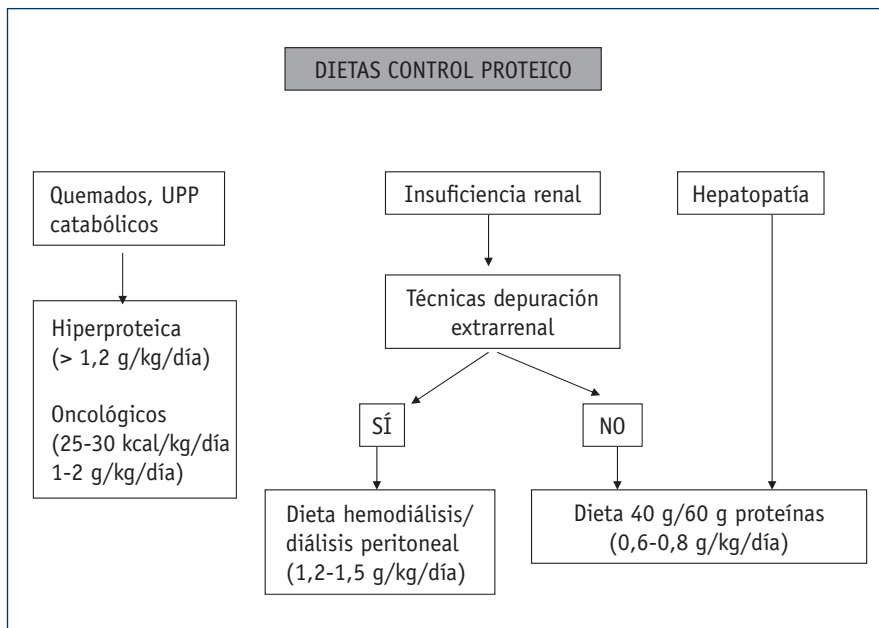 DIETAS CONTROL PROTEICO
Quemados, UPP
catabólicos
Insuficiencia renal
Hepatopatía
Técnicas depuración
extrarrenal
Hiperproteica
(> 1,2 g/kg/día)
Oncológicos
(25-30 kcal/kg/día
1-2 g/kg/día)
SÍ
NO
Dieta hemodiálisis/
diálisis peritoneal
(1,2-1,5 g/kg/día)
Dieta 40 g/60 g proteínas
(0,6-0,8 g/kg/día)